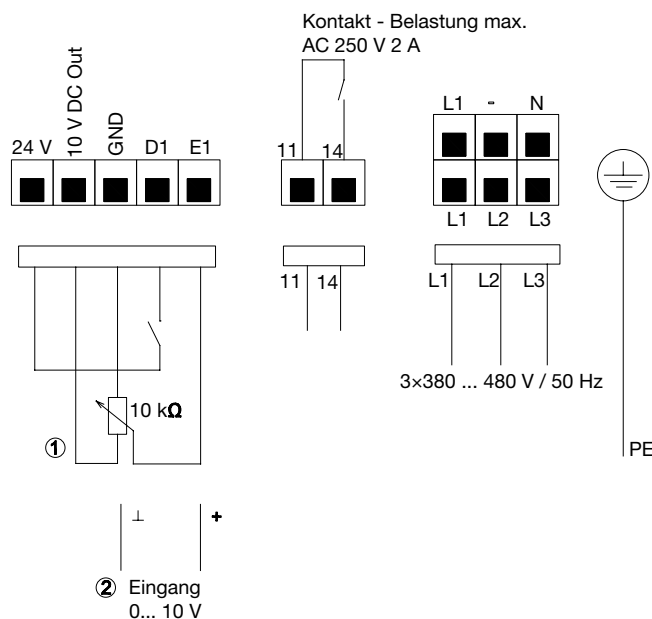 Kontakt - Belastung max.
AC 250 V 2 A
24 V
10 V DC Out
GND
D1
E1
11
14
L1 - N
L1 L2 L3
11 14
L1 L2 L3
3×380 ... 480 V / 50 Hz
10 kΩ
①
PE
⊥ +
② Eingang
0... 10 V